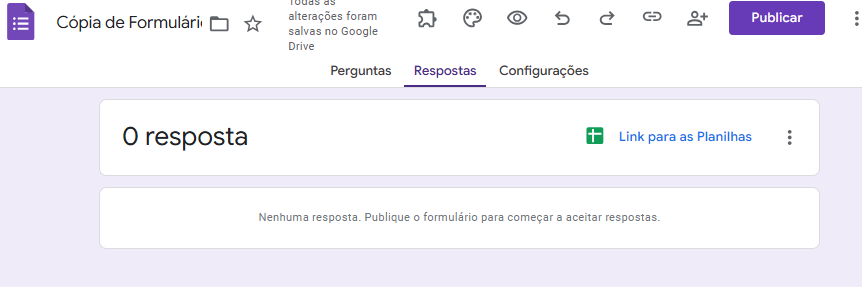 Todas as
alterações foram
salvas no Google
Drive
Cópia de Formulári
Publicar
Perguntas
Respostas
Configurações
0 resposta
Link para as Planilhas
Nenhuma resposta. Publique o formulário para começar a aceitar respostas.